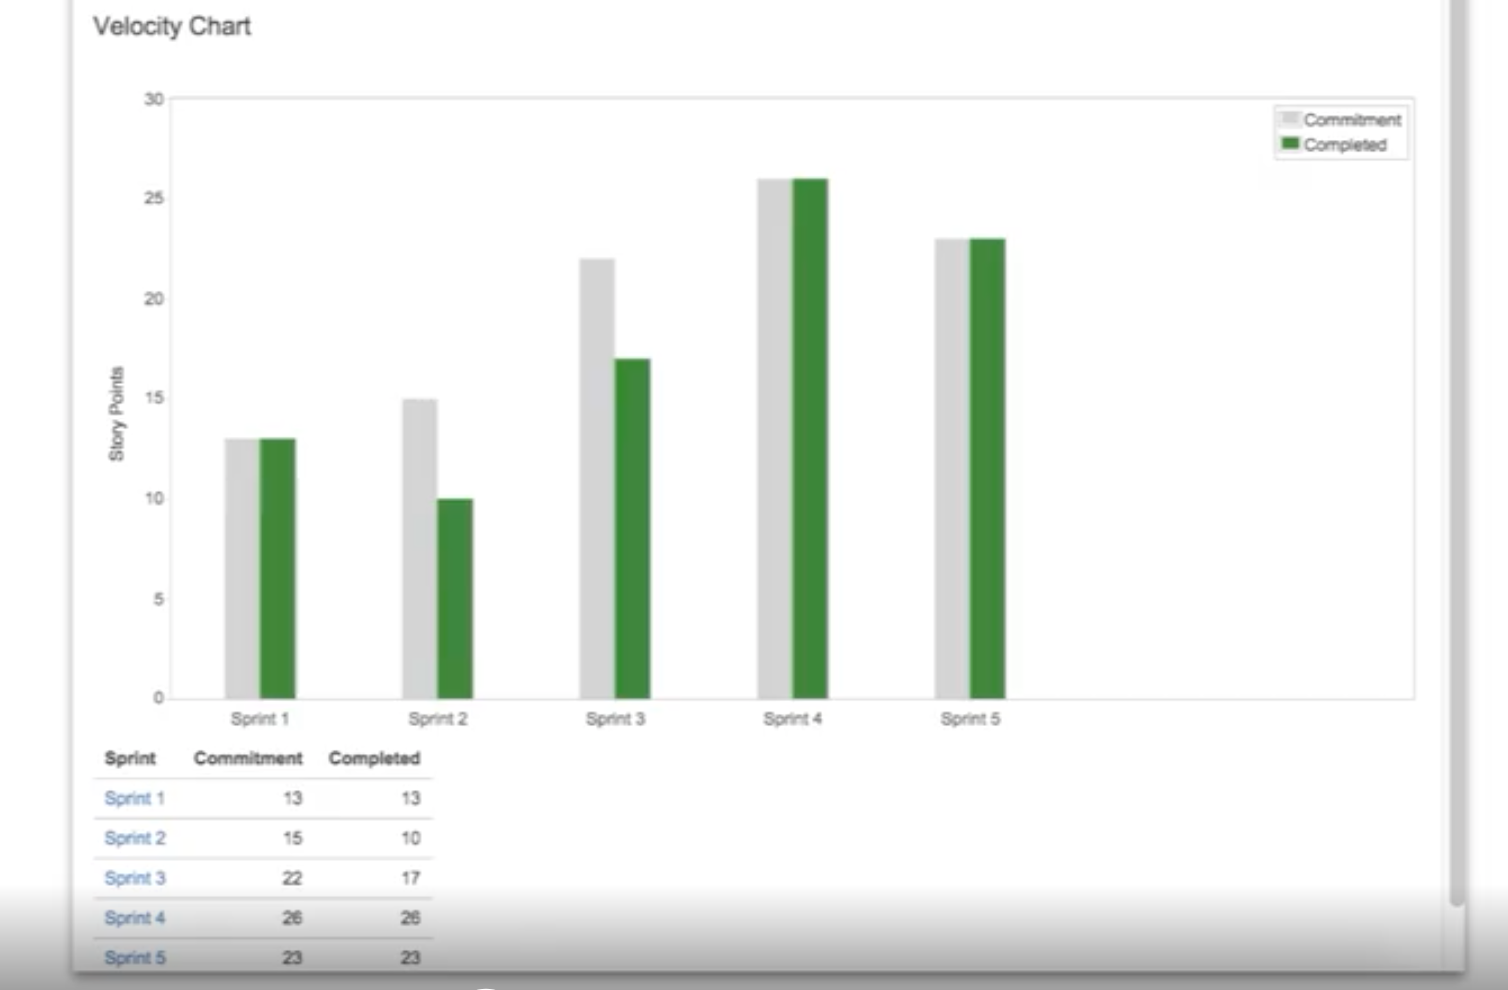 Velocity Chart
30
Commitment
Completed
25
20
15
10
5
0
Story Points
Sprint 1 Sprint 2 Sprint 3 Sprint 4 Sprint 5
Sprint Commitment Completed
Sprint 1 13 13
Sprint 2 15 10
Sprint 3 22 17
Sprint 4 26 26
Sprint 5 23 23